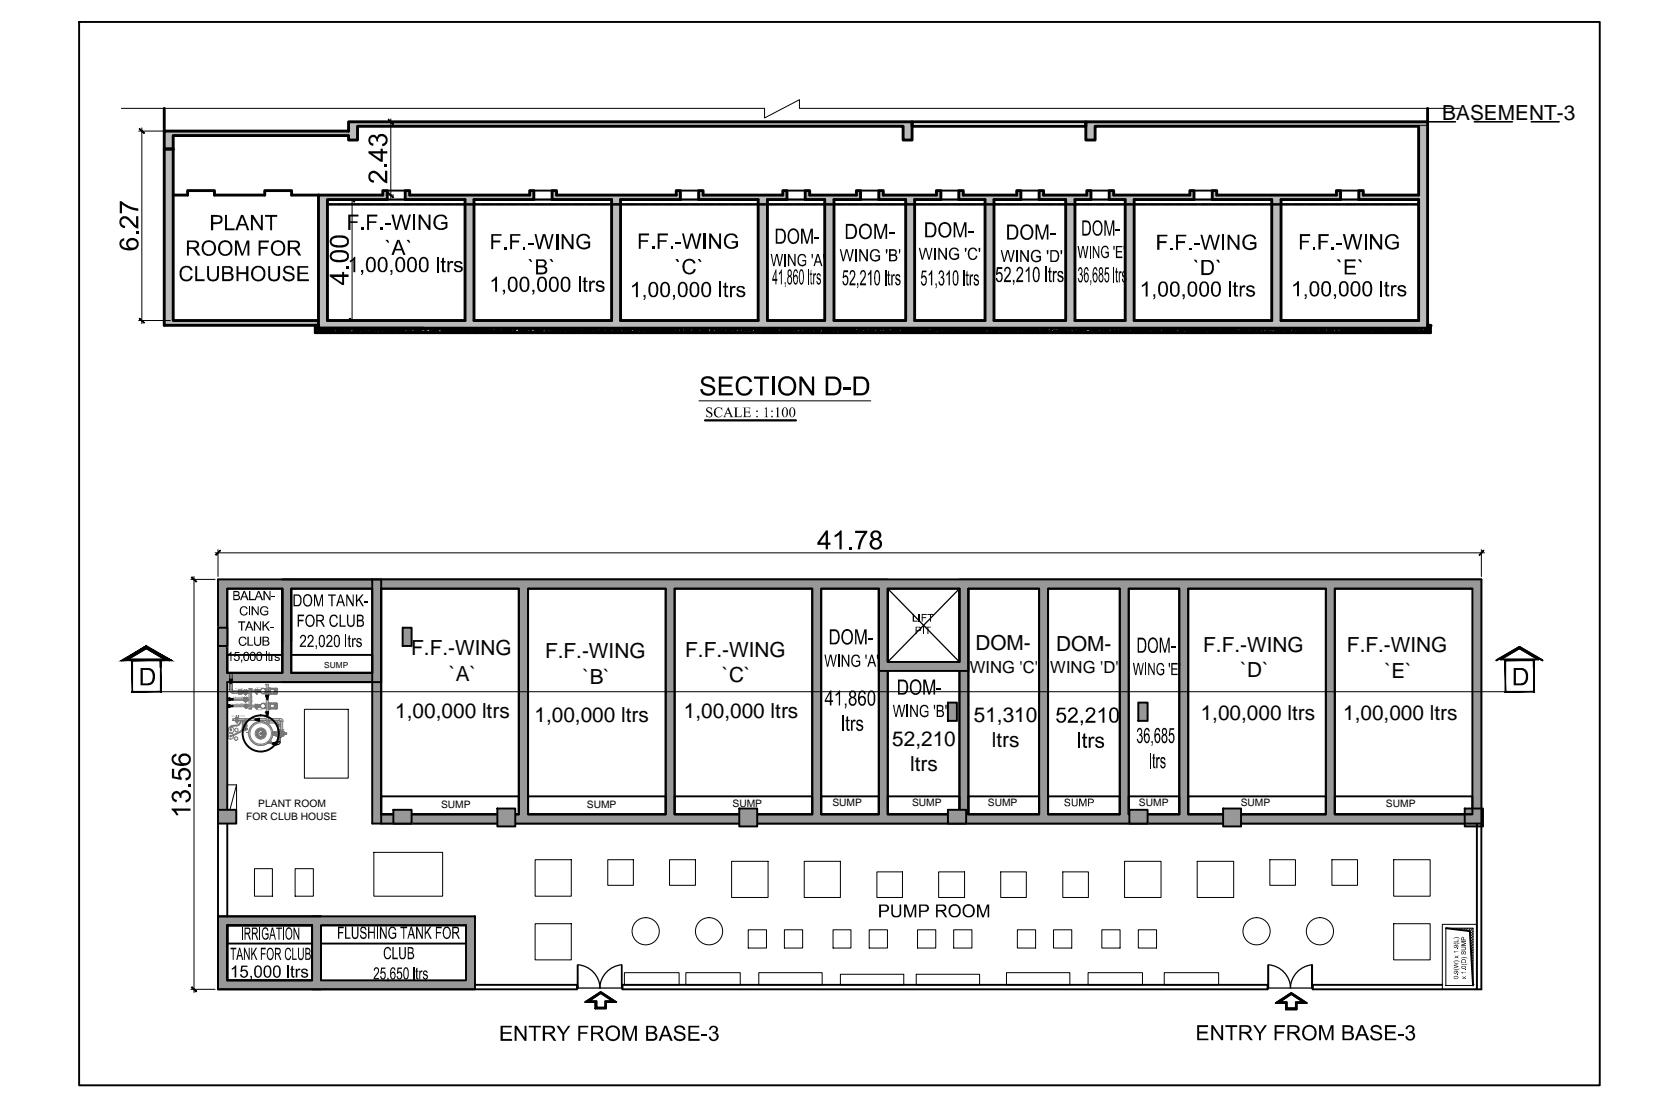 BASEMENT-3
2.43
6.27
4.00
PLANT
ROOM FOR
CLUBHOUSE
F.F.-WING
`A`
1,00,000 ltrs
F.F.-WING
`B`
1,00,000 ltrs
F.F.-WING
`C`
1,00,000 ltrs
DOM-
WING 'A'
41,860 ltrs
DOM-
WING 'B'
52,210 ltrs
DOM-
WING 'C'
51,310 ltrs
DOM-
WING 'D'
52,210 ltrs
DOM-
WING 'E'
36,685 ltrs
F.F.-WING
`D`
1,00,000 ltrs
F.F.-WING
`E`
1,00,000 ltrs
SECTION D-D
SCALE : 1:100
41.78
13.56
D
D
BALAN-
CING
TANK-
CLUB
15,000 ltrs
DOM TANK-
FOR CLUB
22,020 ltrs
SUMP
F.F.-WING
`A`
1,00,000 ltrs
SUMP
F.F.-WING
`B`
1,00,000 ltrs
SUMP
F.F.-WING
`C`
1,00,000 ltrs
SUMP
DOM-
WING 'A'
41,860
ltrs
SUMP
LIFT
PIT
DOM-
WING 'B'
52,210
ltrs
SUMP
DOM-
WING 'C'
51,310
ltrs
SUMP
DOM-
WING 'D'
52,210
ltrs
SUMP
DOM-
WING 'E'
36,685
ltrs
SUMP
F.F.-WING
`D`
1,00,000 ltrs
SUMP
F.F.-WING
`E`
1,00,000 ltrs
SUMP
PLANT ROOM
FOR CLUB HOUSE
PUMP ROOM
IRRIGATION
TANK FOR CLUB
15,000 ltrs
FLUSHING TANK FOR
CLUB
25,650 ltrs
0.9(W) x 1.8(L)
x 1.0(D) SUMP
ENTRY FROM BASE-3
ENTRY FROM BASE-3